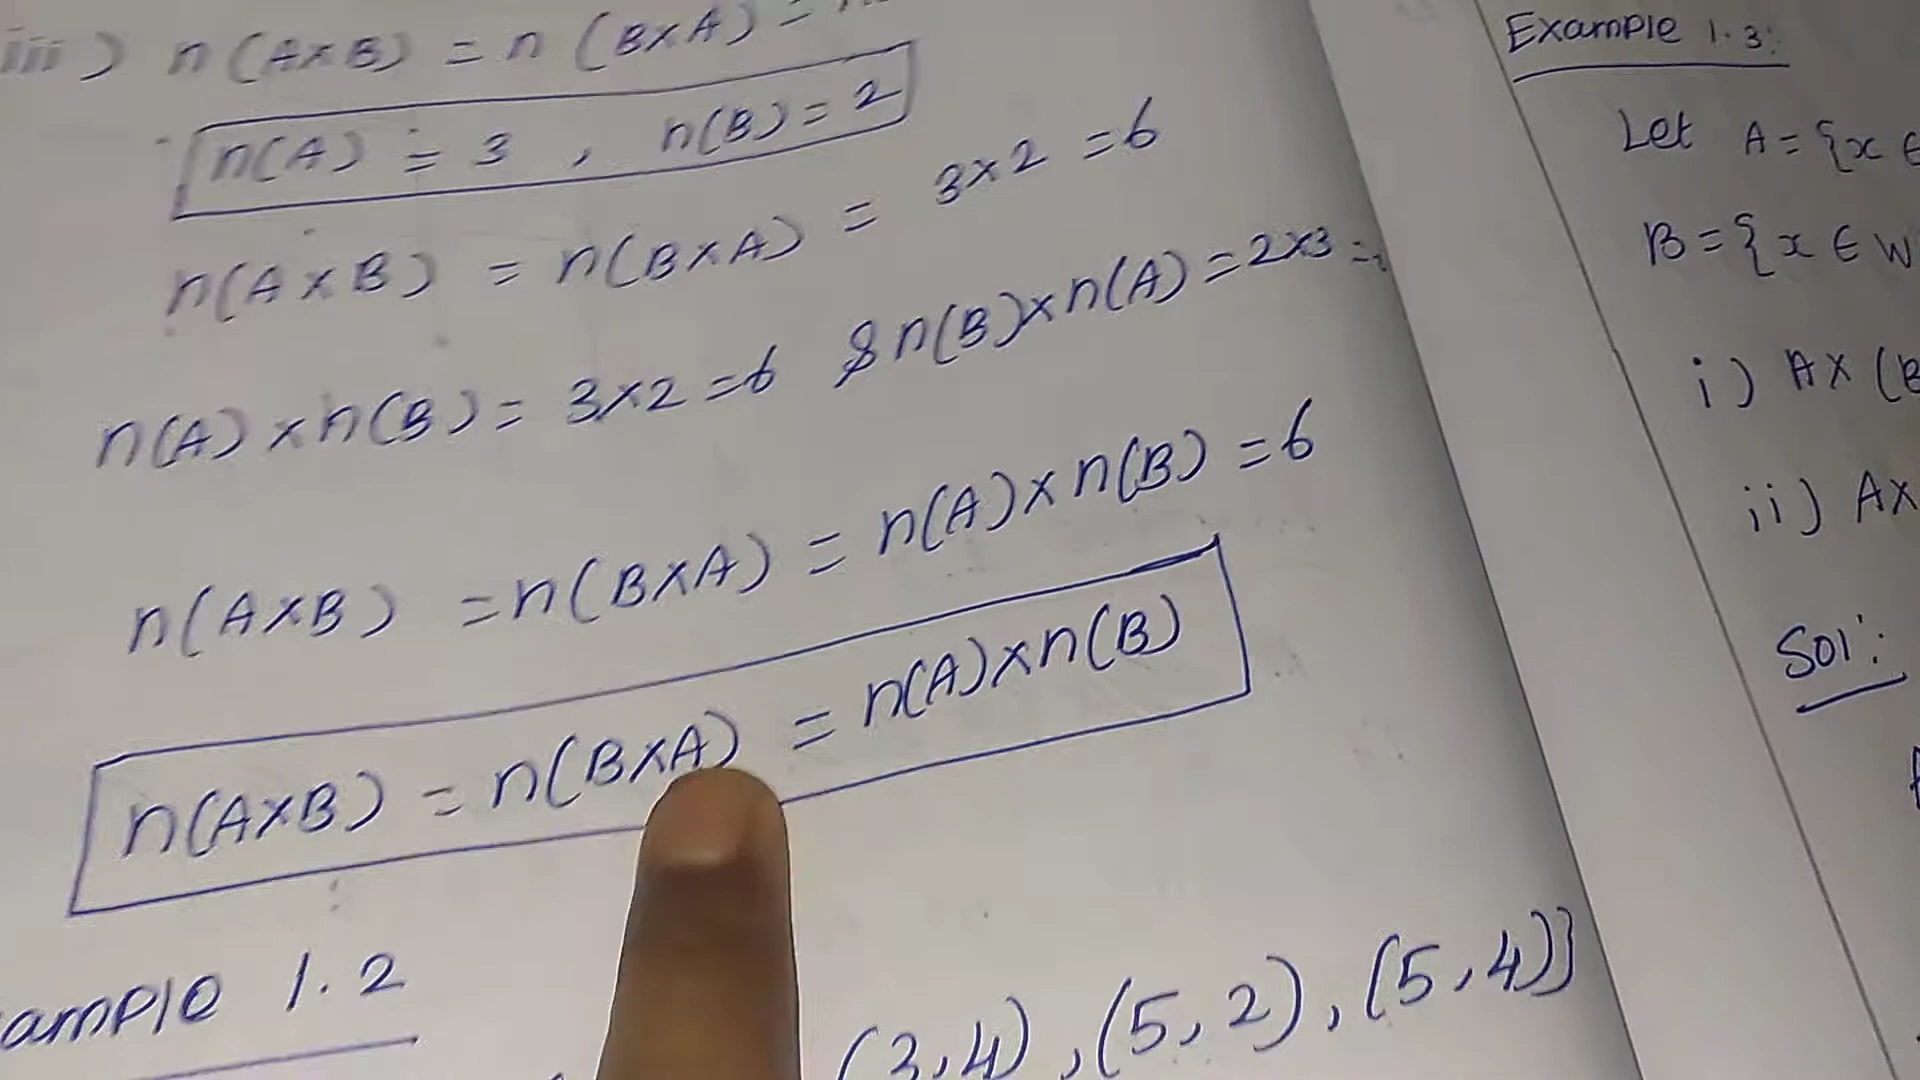 iii) n(A×B) = n(B×A) =
n(A) = 3 , n(B) = 2
n(A×B) = n(B×A) = 3×2 = 6
n(A)×n(B) = 3×2 = 6 & n(B)×n(A) = 2×3 =
n(A×B) = n(B×A) = n(A)×n(B) = 6
n(A×B) = n(B×A) = n(A)×n(B)
ample 1.2
(3,4), (5,2), (5,4)}
Example 1.3:
Let A = {x ∈
B = {x ∈ W
i) A× (B
ii) A×
Sol: